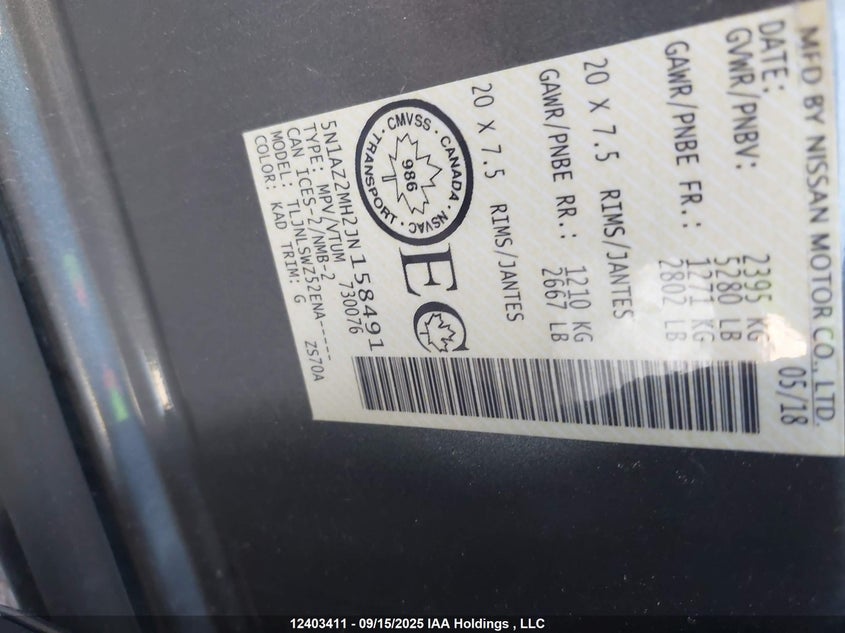 MFD BY NISSAN MOTOR CO., LTD.
DATE: 05/18
GVWR/PNBV: 2395 KG
5280 LB
GAWR/PNBE FR.: 1271 KG
2802 LB
20 X 7.5 RIMS/JANTES
GAWR/PNBE RR.: 1210 KG
2667 LB
20 X 7.5 RIMS/JANTES
CMVSS · CANADA · NSVAC · TRANSPORT
986
EC
5N1AZ2MH2JN158491
TYPE: MPV/VTUM 730076
CAN ICES-2/NMB-2
MODEL: TLJNLSWZ52ENA-----
COLOR: KAD TRIM: G ZS70A
12403411 - 09/15/2025 IAA Holdings , LLC